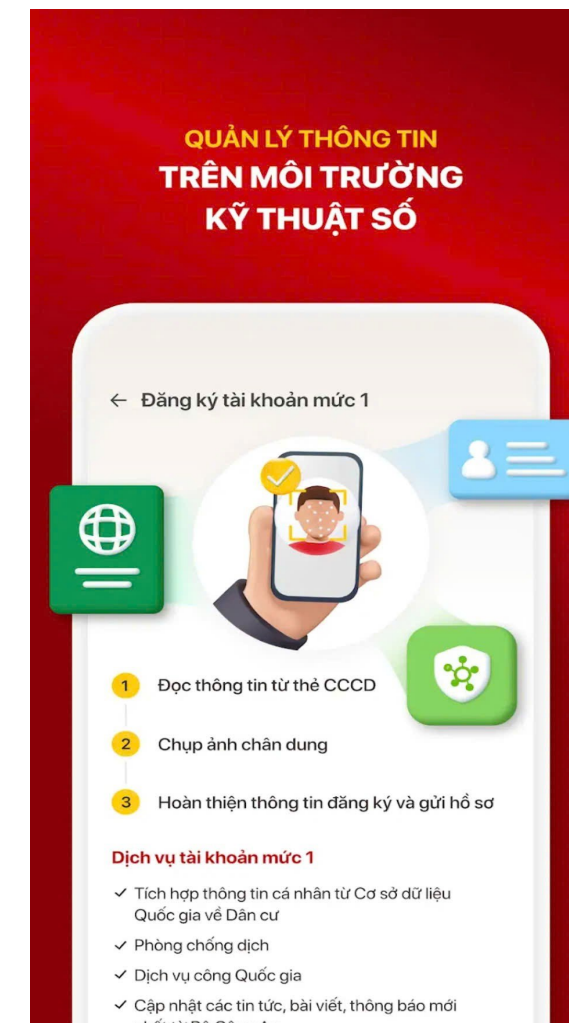 QUẢN LÝ THÔNG TIN
TRÊN MÔI TRƯỜNG
KỸ THUẬT SỐ
← Đăng ký tài khoản mức 1
1 Đọc thông tin từ thẻ CCCD
2 Chụp ảnh chân dung
3 Hoàn thiện thông tin đăng ký và gửi hồ sơ
Dịch vụ tài khoản mức 1
✓ Tích hợp thông tin cá nhân từ Cơ sở dữ liệu
Quốc gia về Dân cư
✓ Phòng chống dịch
✓ Dịch vụ công Quốc gia
✓ Cập nhật các tin tức, bài viết, thông báo mới